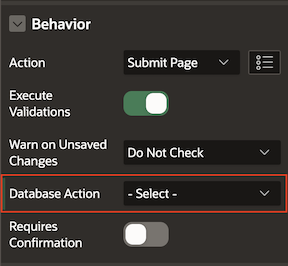 Behavior
Action
Submit Page
Execute
Validations
Warn on Unsaved
Changes
Do Not Check
Database Action
- Select -
Requires
Confirmation